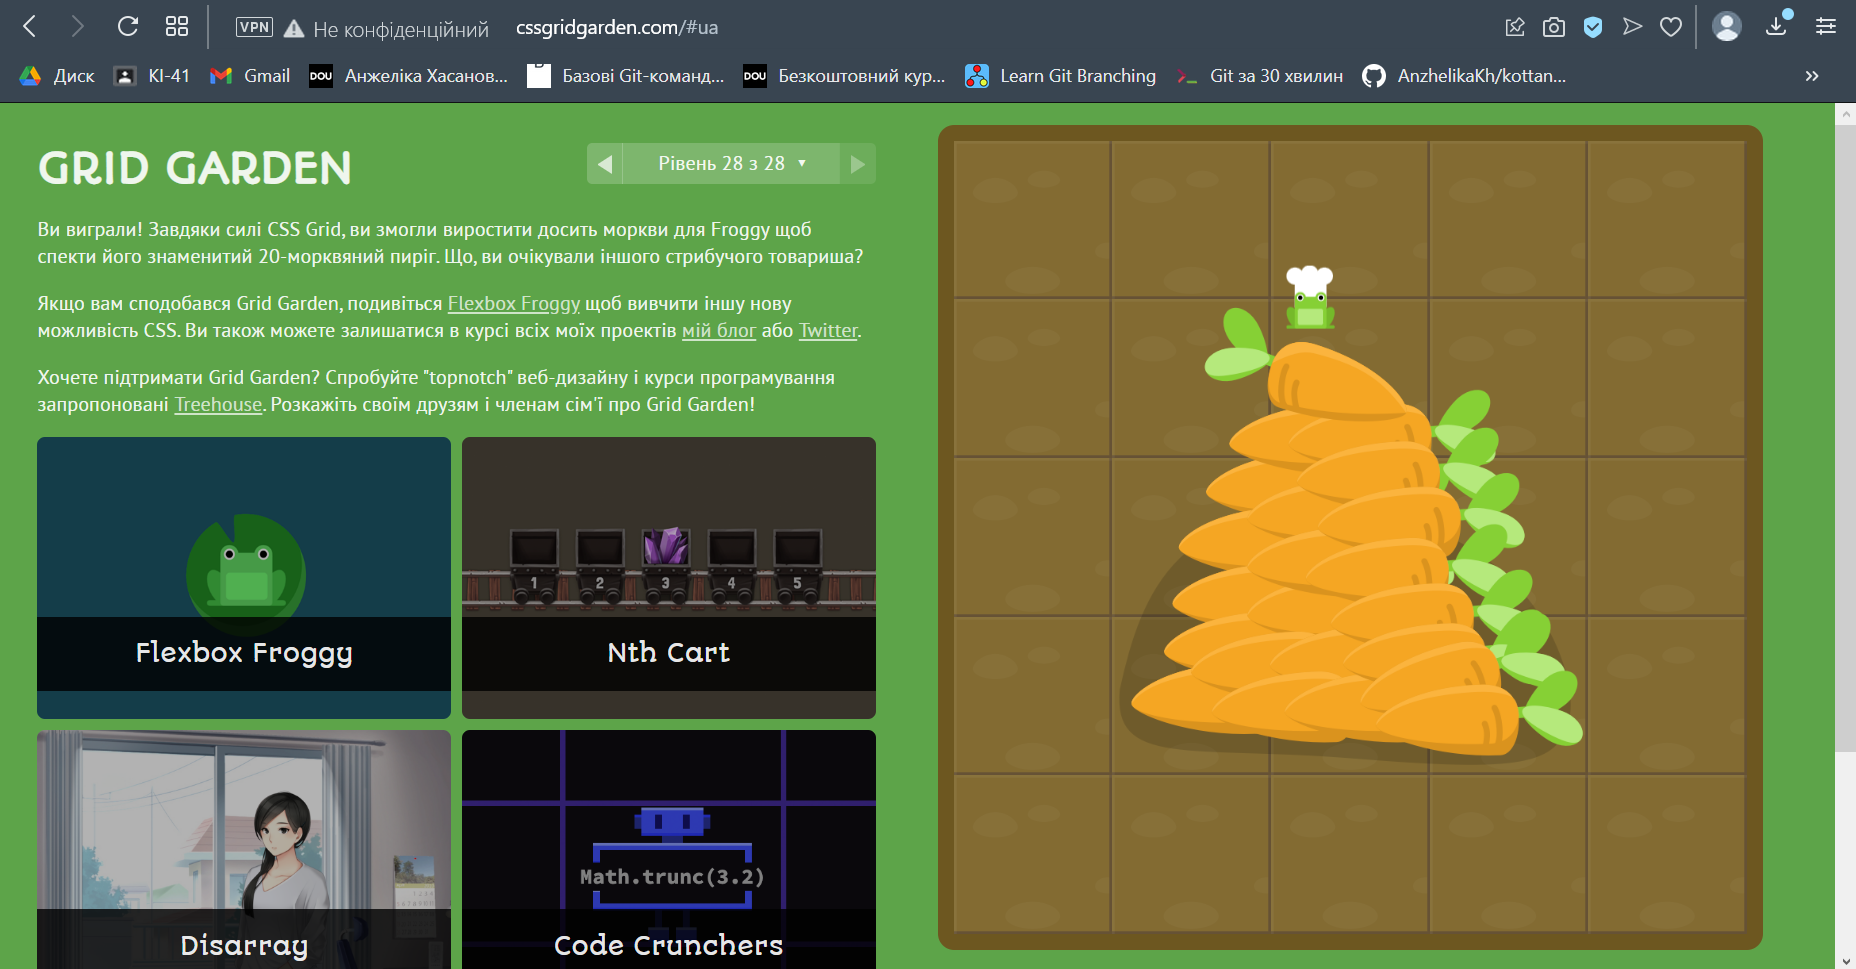 VPN Не конфіденційний cssgridgarden.com/#ua
Диск KI-41 Gmail DOU Анжеліка Хасанов... Базові Git-команд... DOU Безкоштовний кур... Learn Git Branching Git за 30 хвилин AnzhelikaKh/kottan... »
GRID GARDEN
Рівень 28 з 28
Ви виграли! Завдяки силі CSS Grid, ви змогли виростити досить моркви для Froggy щоб
спекти його знаменитий 20-морквяний пиріг. Що, ви очікували іншого стрибучого товариша?
Якщо вам сподобався Grid Garden, подивіться Flexbox Froggy щоб вивчити іншу нову
можливість CSS. Ви також можете залишатися в курсі всіх моїх проектів мій блог або Twitter.
Хочете підтримати Grid Garden? Спробуйте "topnotch" веб-дизайну і курси програмування
запропоновані Treehouse. Розкажіть своїм друзям і членам сім'ї про Grid Garden!
1 2 3 4 5
Flexbox Froggy
Nth Cart
Math.trunc(3.2)
Disarray
Code Crunchers